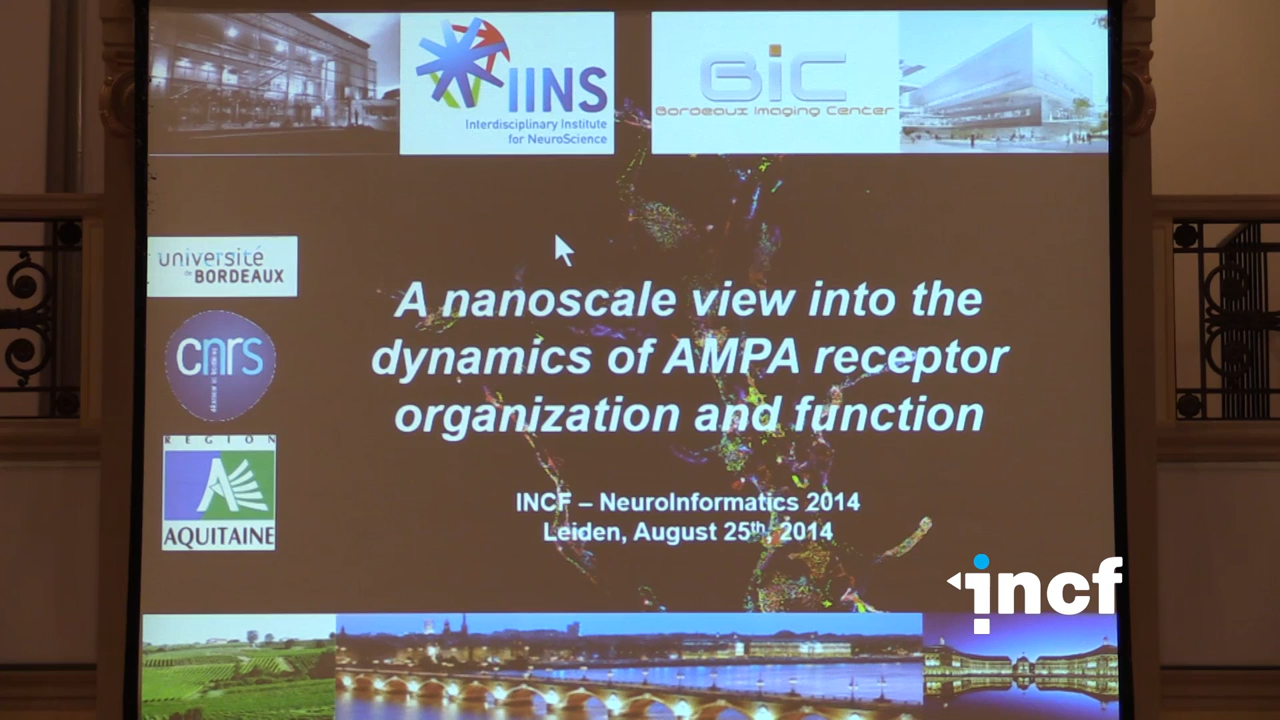 IINS
Interdisciplinary Institute
for NeuroScience
BiC
Bordeaux Imaging Center
université
de BORDEAUX
cnrs
A nanoscale view into the
dynamics of AMPA receptor
organization and function
REGION
AQUITAINE
INCF – NeuroInformatics 2014
Leiden, August 25th, 2014
incf